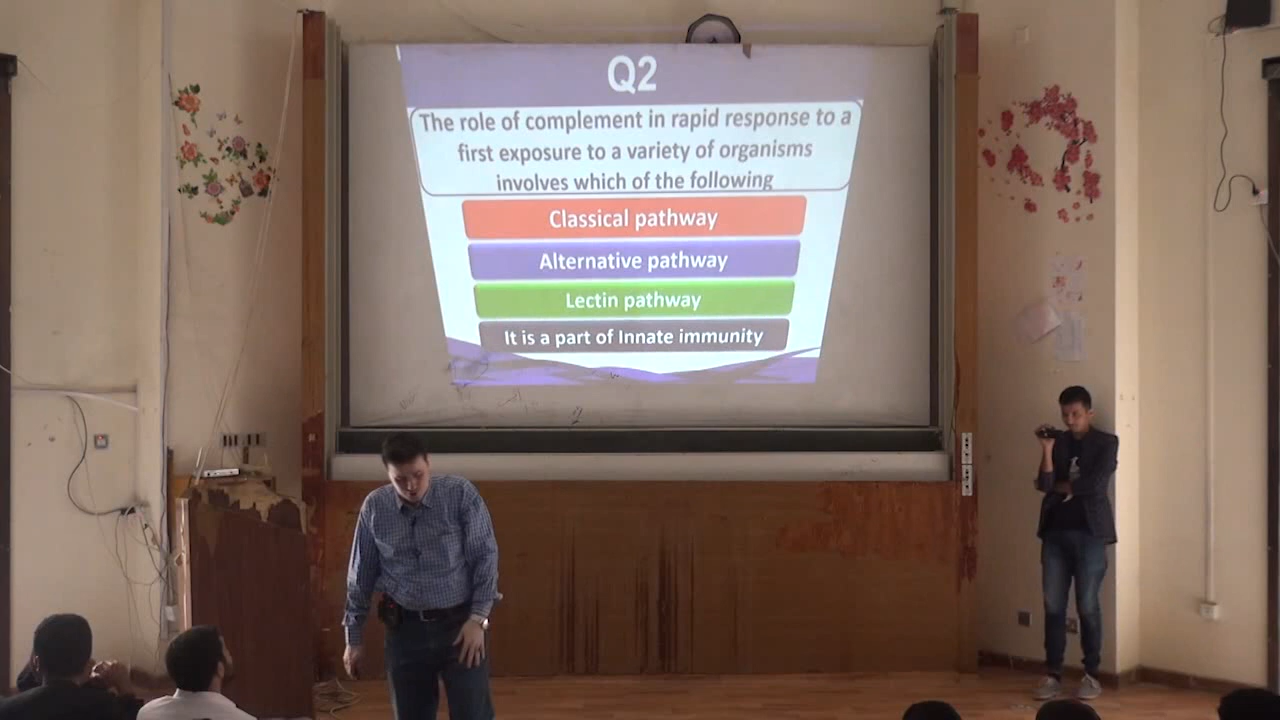 Q2
The role of complement in rapid response to a
first exposure to a variety of organisms
involves which of the following
Classical pathway
Alternative pathway
Lectin pathway
It is a part of Innate immunity